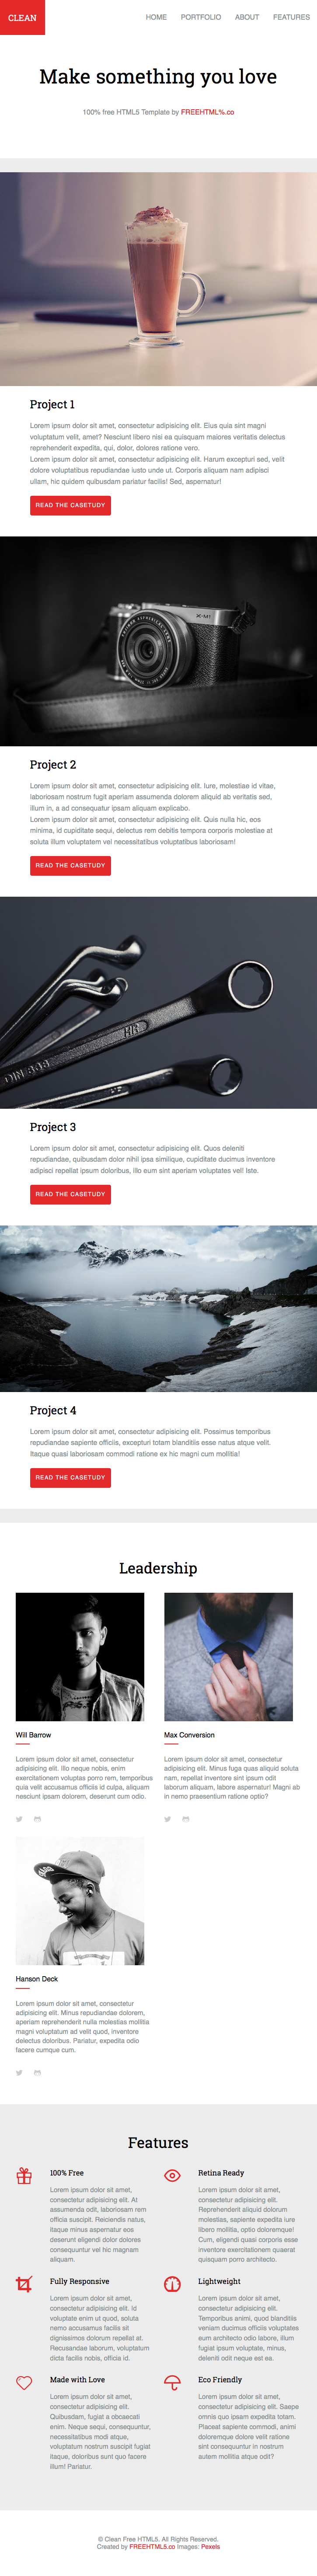 CLEAN
HOME PORTFOLIO ABOUT FEATURES
Make something you love
100% free HTML5 Template by FREEHTML%.co
Project 1
Lorem ipsum dolor sit amet, consectetur adipisicing elit. Eius quia sint magni
voluptatum velit, amet? Nesciunt libero nisi ea quisquam maiores veritatis delectus
reprehenderit expedita, qui, dolor, dolores ratione vero.
Lorem ipsum dolor sit amet, consectetur adipisicing elit. Harum excepturi sed, velit
dolore voluptatibus repudiandae iusto unde ut. Corporis aliquam nam adipisci
ullam, hic quidem quibusdam pariatur facilis! Sed, aspernatur!
READ THE CASETUDY
X-M1
Project 2
Lorem ipsum dolor sit amet, consectetur adipisicing elit. Iure, molestiae id vitae,
laboriosam nostrum fugit aperiam assumenda dolorem aliquid ab veritatis sed,
illum in, a ad consequatur ipsam aliquam explicabo.
Lorem ipsum dolor sit amet, consectetur adipisicing elit. Quis nulla hic, eos
minima, id cupiditate sequi, delectus rem debitis tempora corporis molestiae at
soluta illum voluptatem vel necessitatibus voluptatibus laboriosam!
READ THE CASETUDY
HR
DIN 838
Project 3
Lorem ipsum dolor sit amet, consectetur adipisicing elit. Quos deleniti
repudiandae, quibusdam dolor nihil ipsa similique, cupiditate ducimus inventore
adipisci repellat ipsum doloribus, illo eum sint aperiam voluptates vel! Iste.
READ THE CASETUDY
Project 4
Lorem ipsum dolor sit amet, consectetur adipisicing elit. Possimus temporibus
repudiandae sapiente officiis, excepturi totam blanditiis esse natus atque velit.
Itaque quasi laboriosam commodi ratione ex hic magni cum mollitia!
READ THE CASETUDY
Leadership
Will Barrow
Lorem ipsum dolor sit amet, consectetur
adipisicing elit. Illo neque nobis, enim
exercitationem voluptas porro rem, temporibus
quia velit accusamus officiis id culpa, aliquam
nesciunt ipsam dolorem, deserunt cum odio.
Max Conversion
Lorem ipsum dolor sit amet, consectetur
adipisicing elit. Minus fuga quas aliquid soluta
nam, repellat inventore sint ipsum odit
laborum aliquam, labore aspernatur! Magni ab
in nemo praesentium ratione optio?
Hanson Deck
Lorem ipsum dolor sit amet, consectetur
adipisicing elit. Minus repudiandae dolorem,
aperiam reprehenderit nulla molestias mollitia
magni voluptatum ad velit quod, inventore
delectus doloribus. Pariatur, expedita odio
facere cumque cum.
Features
100% Free
Lorem ipsum dolor sit amet,
consectetur adipisicing elit. At
assumenda odit, laboriosam rem
officia suscipit. Reiciendis natus,
itaque minus aspernatur eos
deserunt eligendi dolor dolores
consequuntur vel hic magnam
aliquam.
Retina Ready
Lorem ipsum dolor sit amet,
consectetur adipisicing elit.
Reprehenderit aliquid dolorum
molestias, sapiente expedita iure
libero mollitia, optio doloremque!
Cum, eligendi quasi corporis esse
inventore exercitationem quaerat
quisquam porro architecto.
Fully Responsive
Lorem ipsum dolor sit amet,
consectetur adipisicing elit. Id
voluptate enim ut quod, soluta
nemo accusamus facilis sit
dignissimos dolorum repellat at.
Recusandae laborum, voluptatum
dicta facilis nobis, officia id.
Lightweight
Lorem ipsum dolor sit amet,
consectetur adipisicing elit.
Temporibus animi, quod blanditiis
veniam ducimus officiis voluptates
eum architecto odio labore, illum
fugiat ipsum voluptate, minus,
deleniti odit neque est ea.
Made with Love
Lorem ipsum dolor sit amet,
consectetur adipisicing elit.
Quibusdam, fugiat a obcaecati
enim. Neque sequi, consequuntur,
necessitatibus modi atque,
voluptatum nostrum suscipit fugiat
itaque, doloribus sunt quo facere
illum! Pariatur.
Eco Friendly
Lorem ipsum dolor sit amet,
consectetur adipisicing elit. Saepe
omnis quo ipsam expedita totam.
Placeat sapiente commodi, animi
doloremque dolore velit ratione
sint consequuntur in nostrum
autem mollitia atque odit?
© Clean Free HTML5. All Rights Reserved.
Created by FREEHTML5.co Images: Pexels